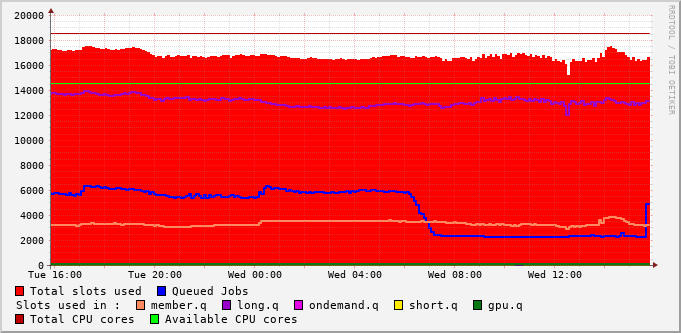 RRDTOOL / TOBI OETIKER
20000
18000
16000
14000
12000
10000
8000
6000
4000
2000
0
Tue 16:00 Tue 20:00 Wed 00:00 Wed 04:00 Wed 08:00 Wed 12:00
Total slots used Queued Jobs
Slots used in : member.q long.q ondemand.q short.q gpu.q
Total CPU cores Available CPU cores